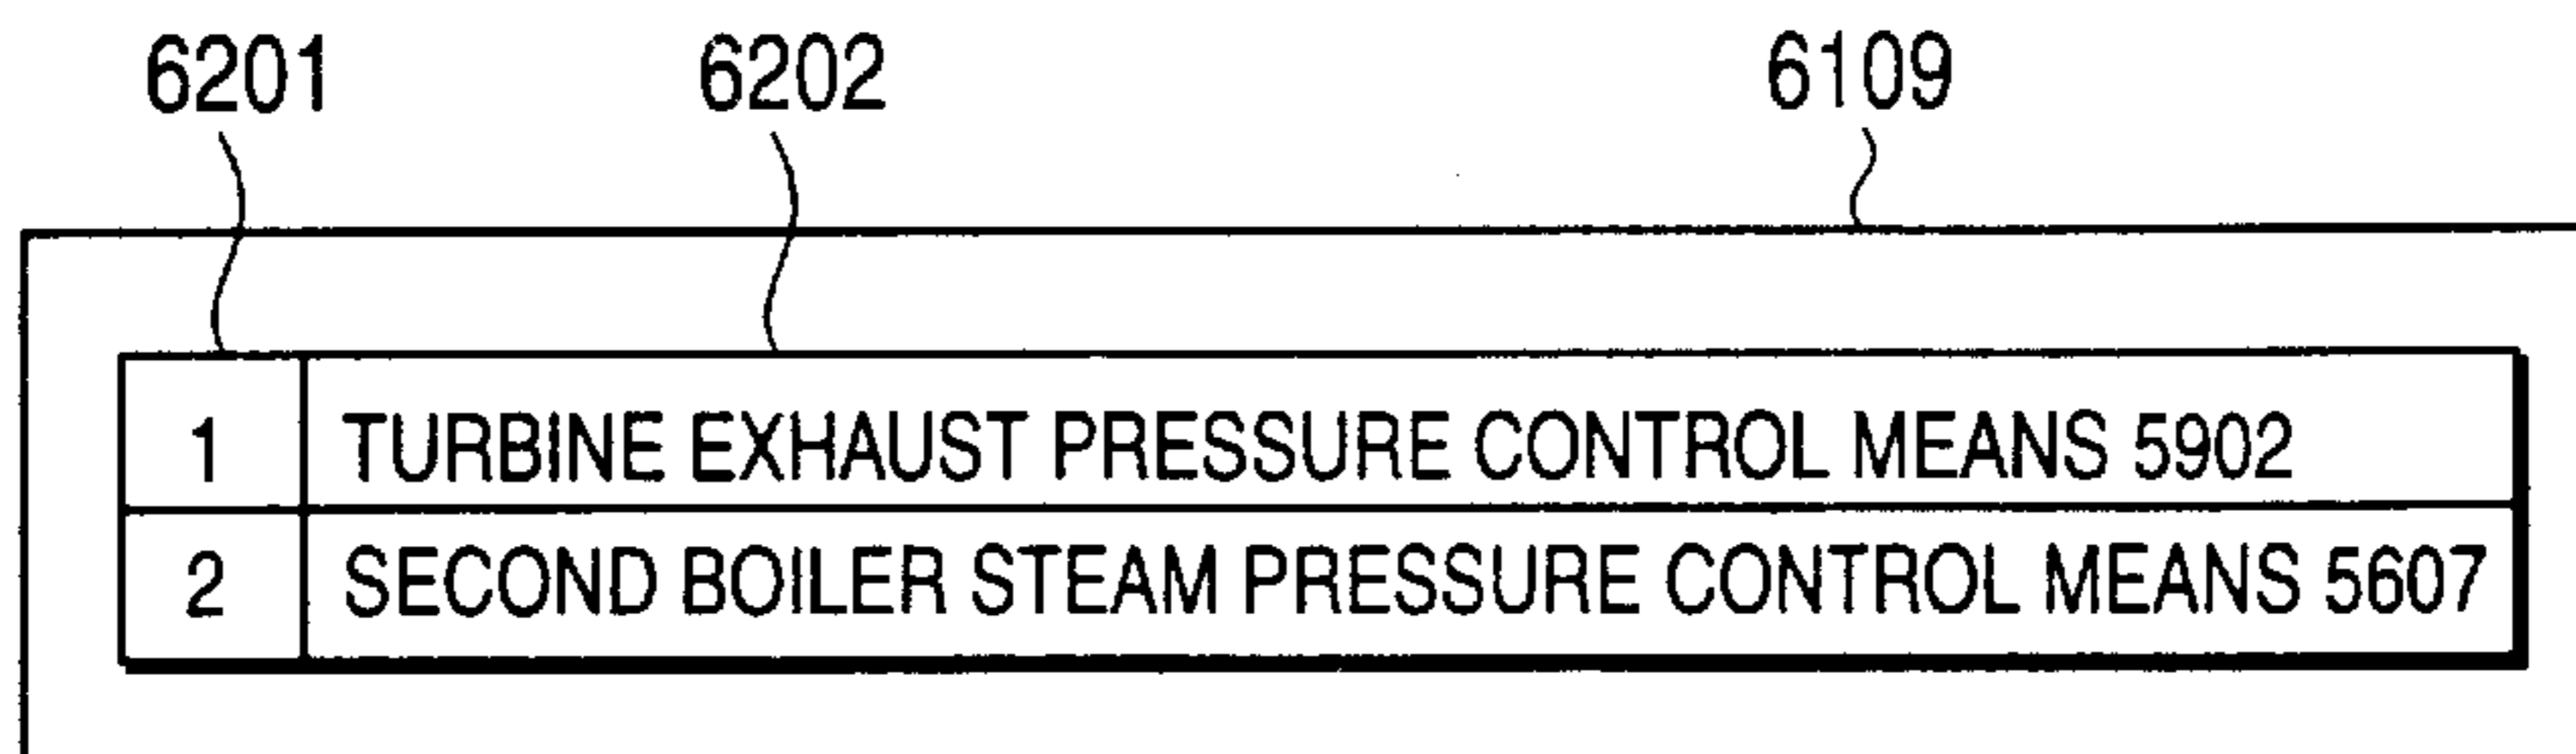 6201 6202 6109
1 TURBINE EXHAUST PRESSURE CONTROL MEANS 5902
2 SECOND BOILER STEAM PRESSURE CONTROL MEANS 5607